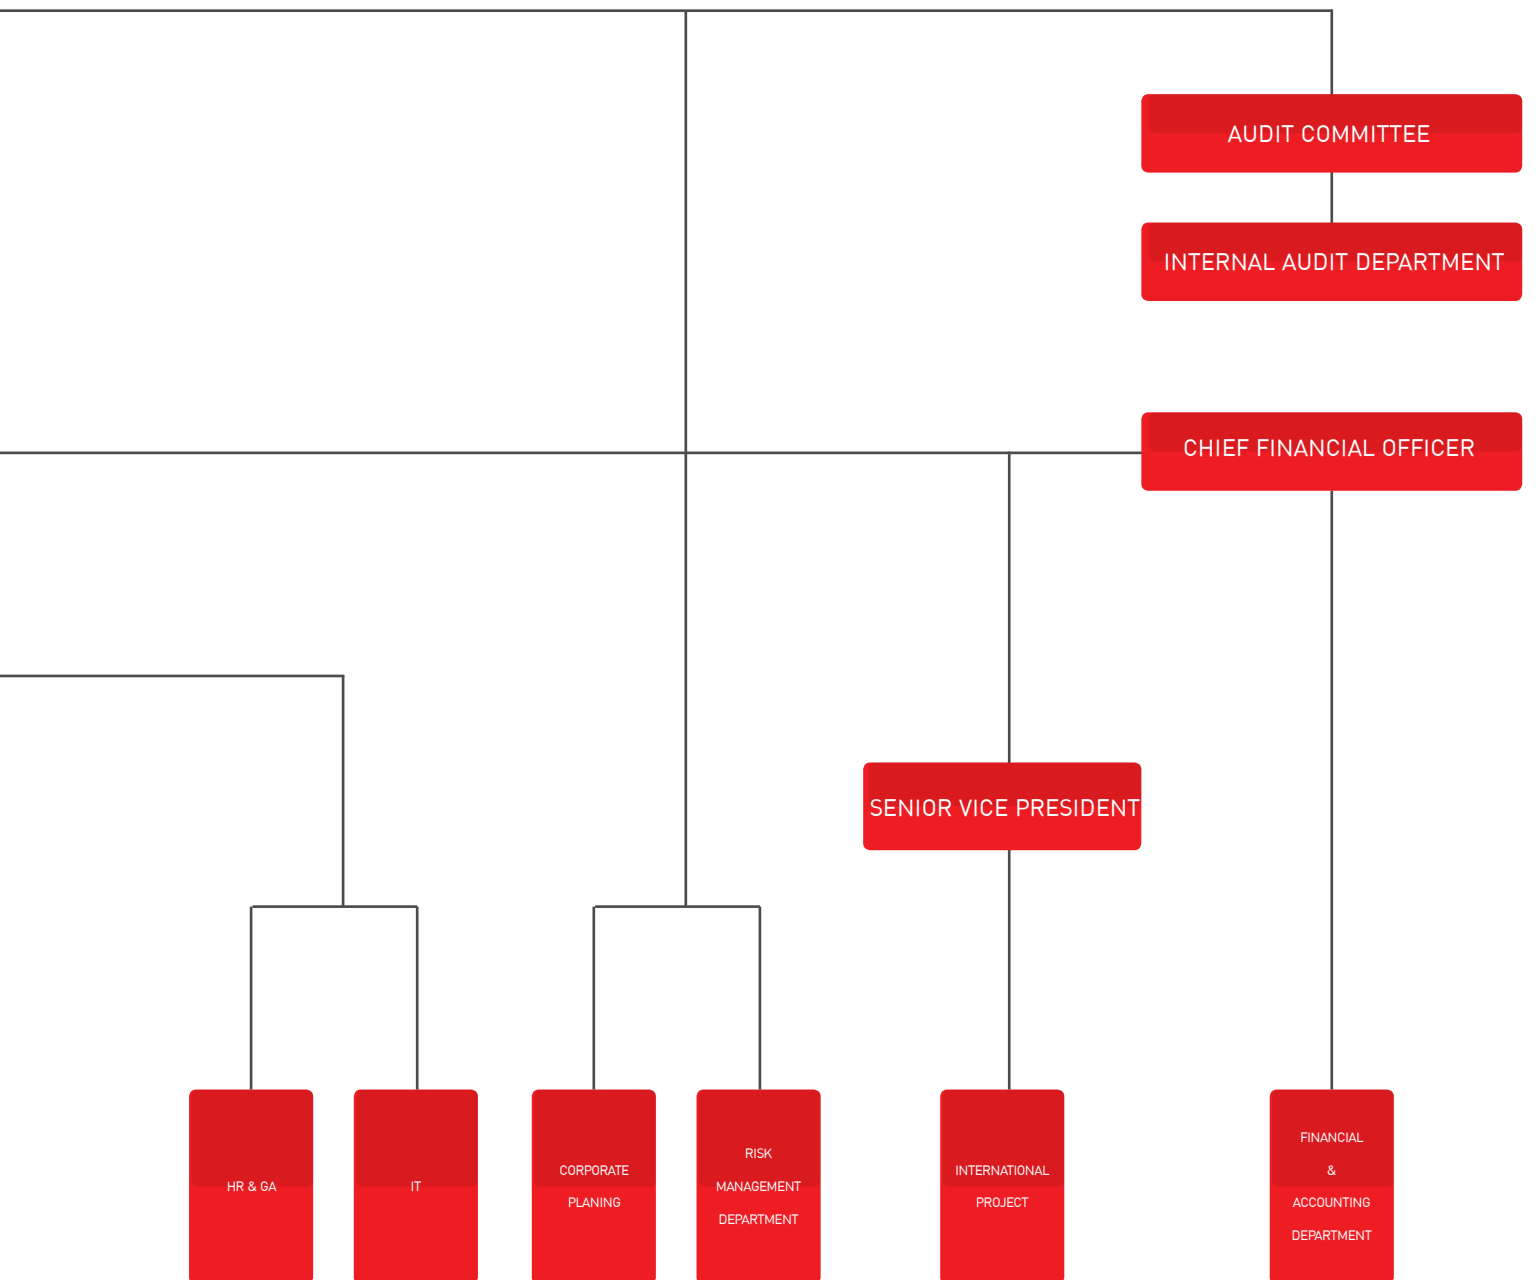 AUDIT COMMITTEE
INTERNAL AUDIT DEPARTMENT
CHIEF FINANCIAL OFFICER
SENIOR VICE PRESIDENT
HR & GA
IT
CORPORATE
PLANING
RISK
MANAGEMENT
DEPARTMENT
INTERNATIONAL
PROJECT
FINANCIAL
&
ACCOUNTING
DEPARTMENT